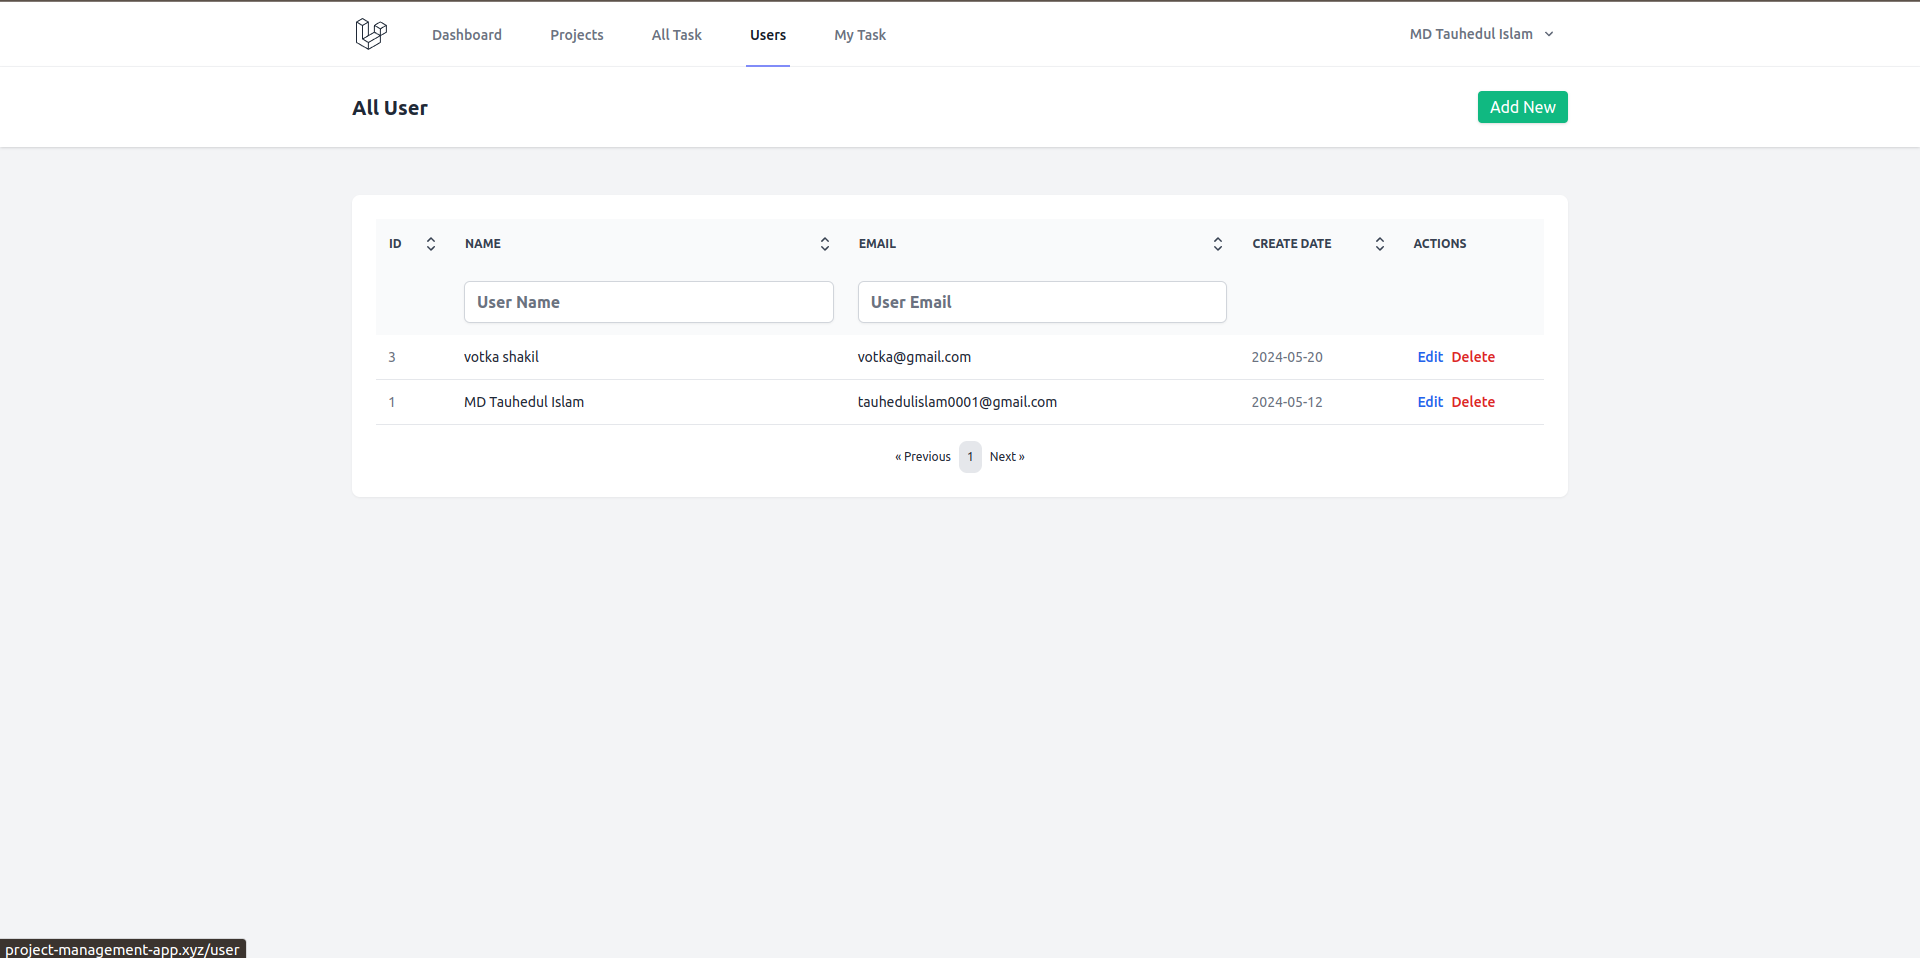 Dashboard Projects All Task Users My Task MD Tauhedul Islam
All User Add New
ID NAME EMAIL CREATE DATE ACTIONS
User Name User Email
3 votka shakil votka@gmail.com 2024-05-20 Edit Delete
1 MD Tauhedul Islam tauhedulislam0001@gmail.com 2024-05-12 Edit Delete
« Previous 1 Next »
project-management-app.xyz/user